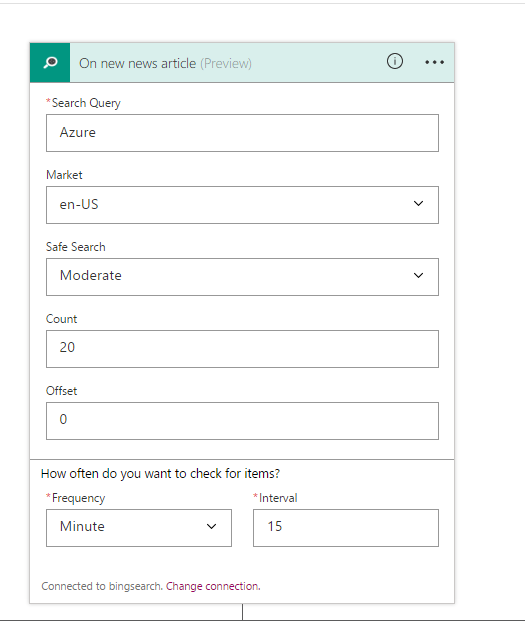 On new news article (Preview)
*Search Query
Azure
Market
en-US
Safe Search
Moderate
Count
20
Offset
0
How often do you want to check for items?
*Frequency *Interval
Minute 15
Connected to bingsearch. Change connection.